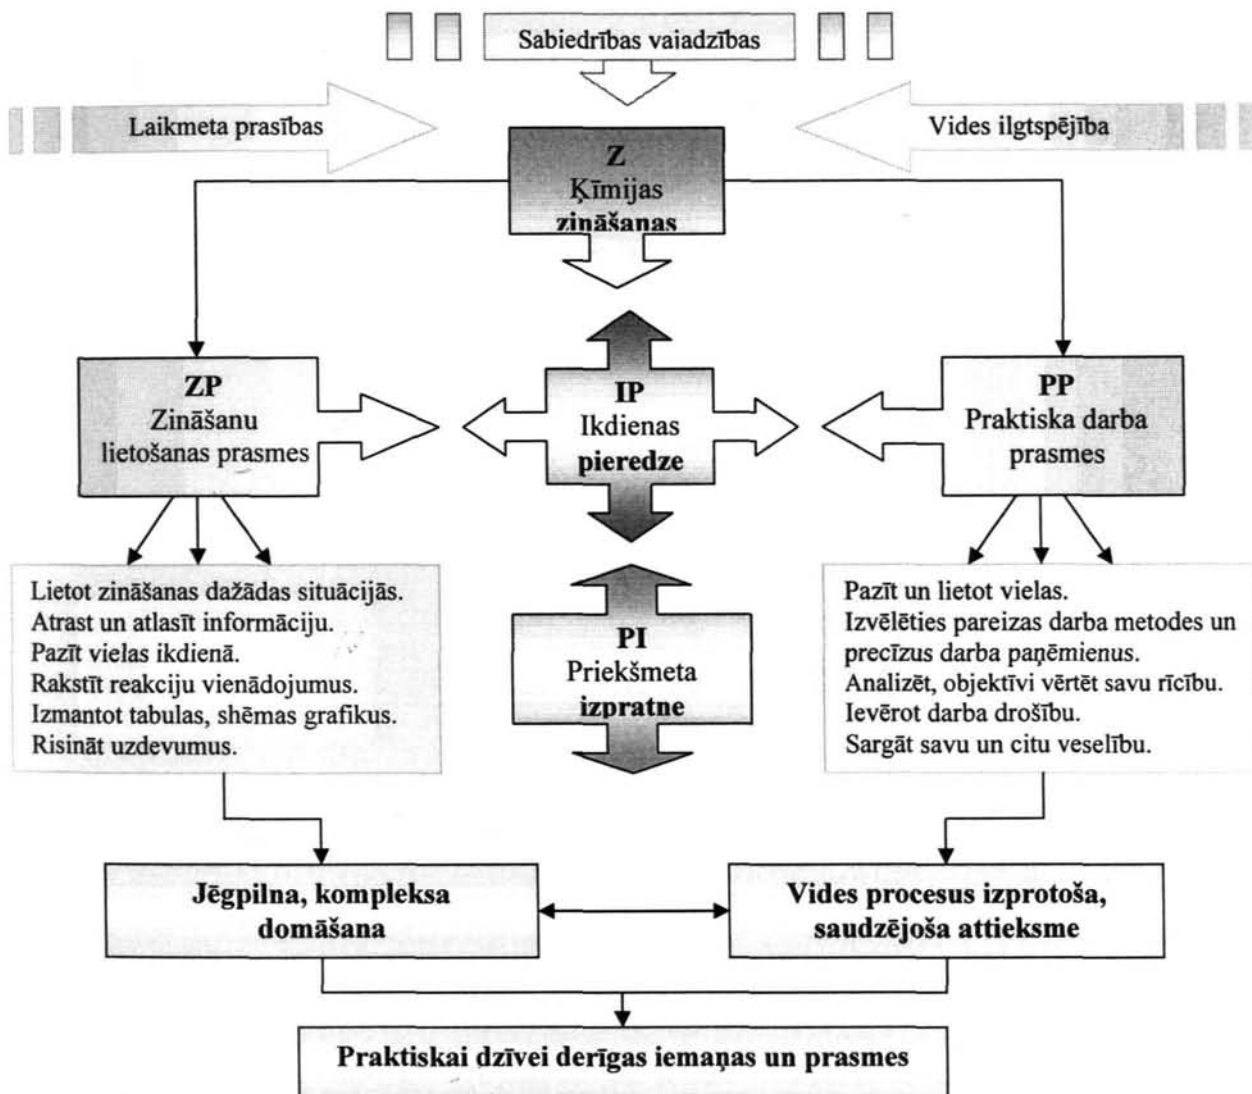 Sabiedrības vaiadzības
Laikmeta prasības
Vides ilgtspējība
Z
Ķīmijas
zināšanas
ZP
Zināšanu
lietošanas prasmes
IP
Ikdienas
pieredze
PP
Praktiska darba
prasmes
Lietot zināšanas dažādas situācijās.
Atrast un atlasīt informāciju.
Pazīt vielas ikdienā.
Rakstīt reakciju vienādojumus.
Izmantot tabulas, shēmas grafikus.
Risināt uzdevumus.
PI
Priekšmeta
izpratne
Pazīt un lietot vielas.
Izvēlēties pareizas darba metodes un
precīzus darba paņēmienus.
Analizēt, objektīvi vērtēt savu rīcību.
Ievērot darba drošību.
Sargāt savu un citu veselību.
Jēgpilna, kompleksa
domāšana
Vides procesus izprotoša,
saudzējoša attieksme
Praktiskai dzīvei derīgas iemaņas un prasmes